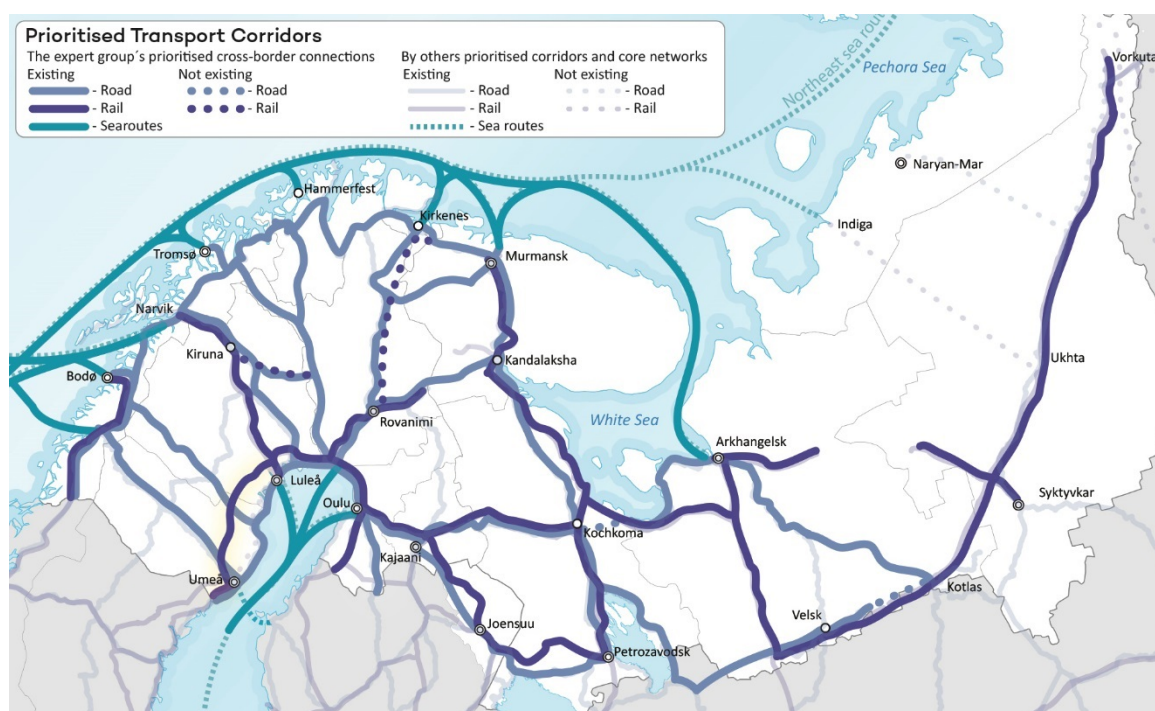 Prioritised Transport Corridors
The expert group´s prioritised cross-border connections
Existing
Not existing
- Road
- Road
- Rail
- Rail
- Searoutes
By others prioritised corridors and core networks
Existing
Not existing
- Road
- Road
- Rail
- Rail
- Sea routes
Northeast sea route
Pechora Sea
Vorkuta
Naryan-Mar
Hammerfest
Kirkenes
Indiga
Tromsø
Murmansk
Narvik
Kiruna
Kandalaksha
Ukhta
Bodø
Rovanimi
White Sea
Arkhangelsk
Luleå
Oulu
Syktyvkar
Kochkoma
Kajaani
Umeå
Kotlas
Velsk
Joensuu
Petrozavodsk